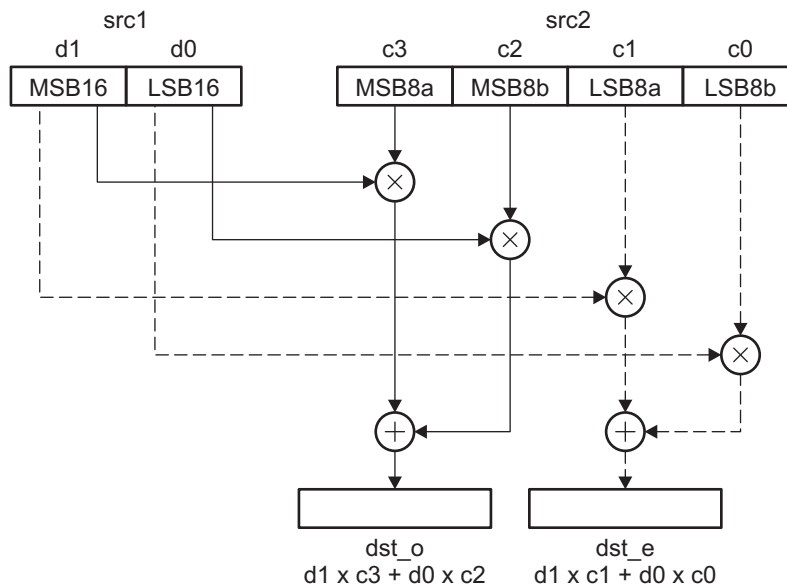 src1 src2
d1 d0 c3 c2 c1 c0
MSB16 LSB16 MSB8a MSB8b LSB8a LSB8b
×
×
×
×
+ +
dst_o dst_e
d1 x c3 + d0 x c2 d1 x c1 + d0 x c0